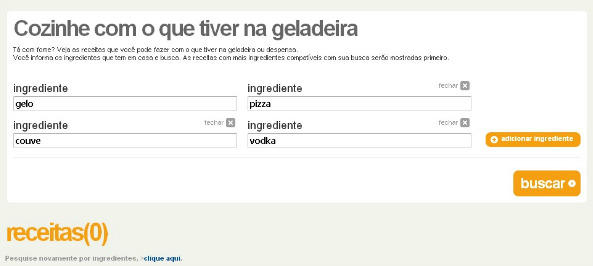 Cozinhe com o que tiver na geladeira
Tá com fome? Veja as receitas que você pode fazer com o que tiver na geladeira ou despensa.
Você informa os ingredientes que tem em casa e busca. As receitas com mais ingredientes compatíveis com sua busca serão mostradas primeiro.
ingrediente
gelo
fechar
ingrediente
pizza
fechar
ingrediente
couve
fechar
ingrediente
vodka
adicionar ingrediente
buscar
receitas(0)
Pesquise novamente por ingredientes, >clique aqui.